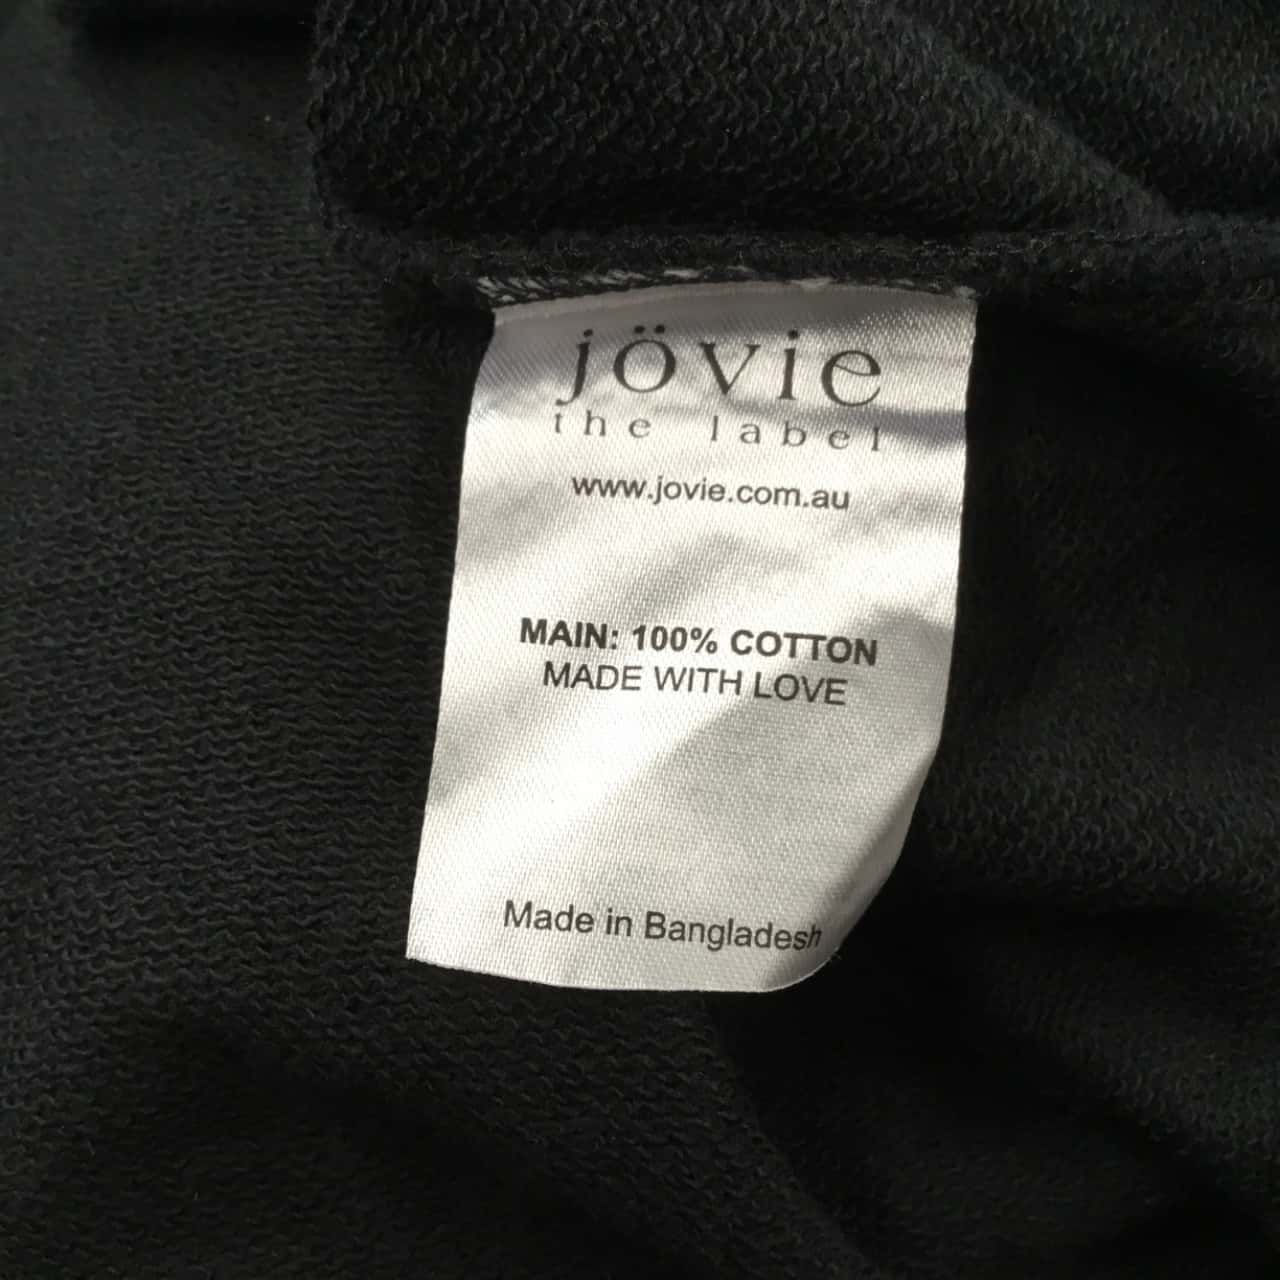 jövie
the label
www.jovie.com.au
MAIN: 100% COTTON
MADE WITH LOVE
Made in Bangladesh